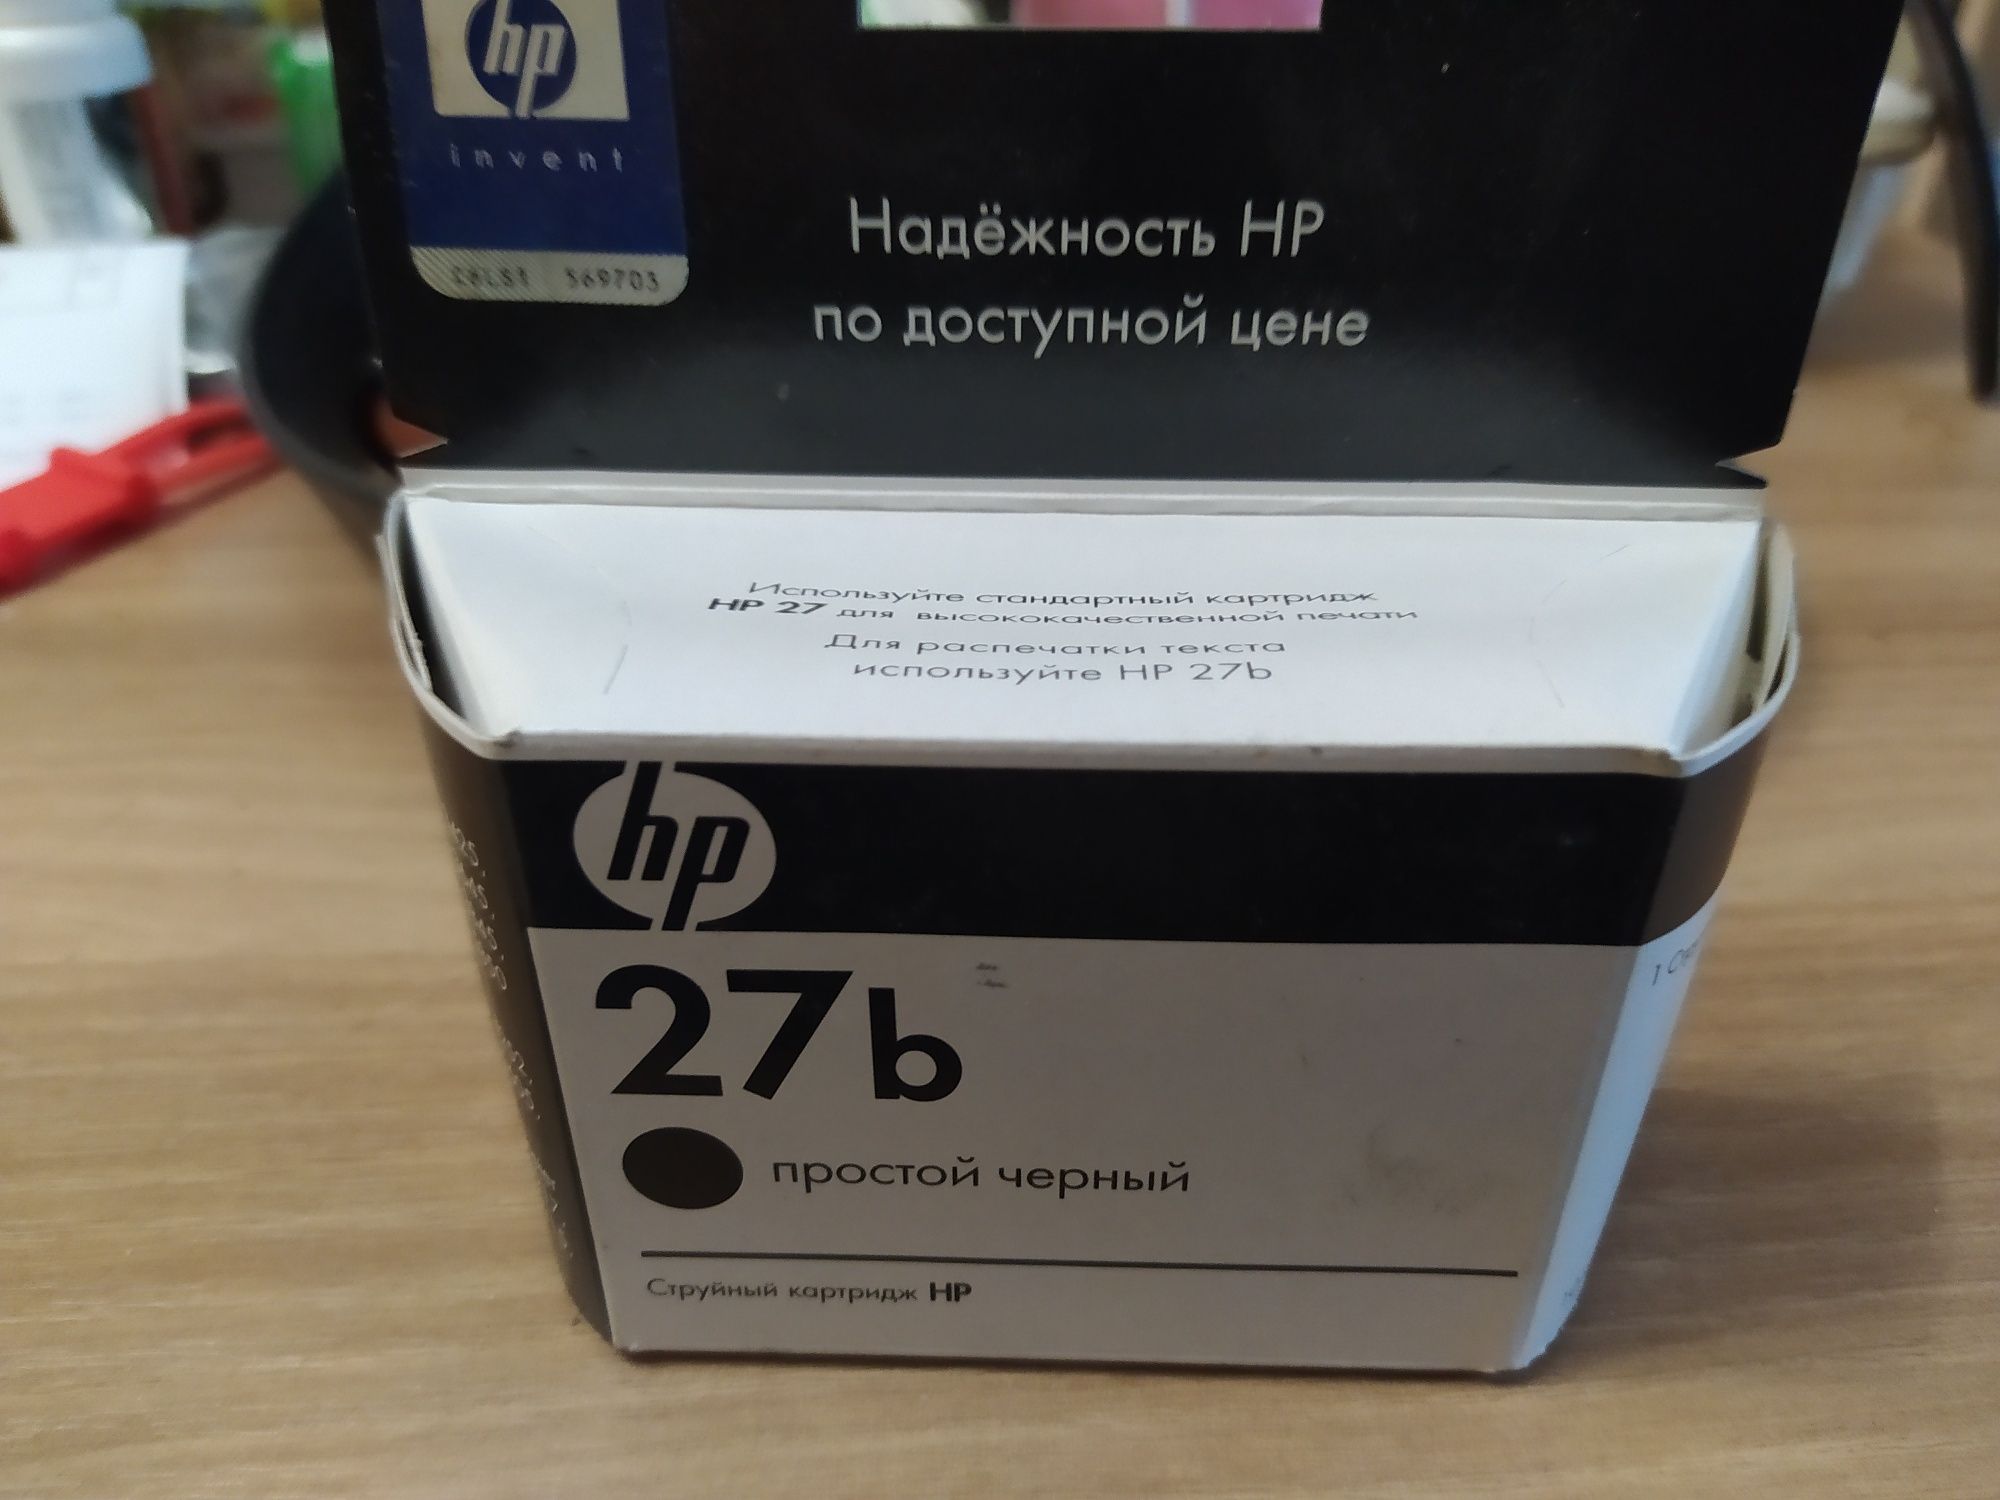 hp
invent
569703
Надёжность HP
по доступной цене
Используйте стандартный картридж
HP 27 для высококачественной печати
Для распечатки текста
используйте HP 27b
hp
27b
простой черный
Струйный картридж HP